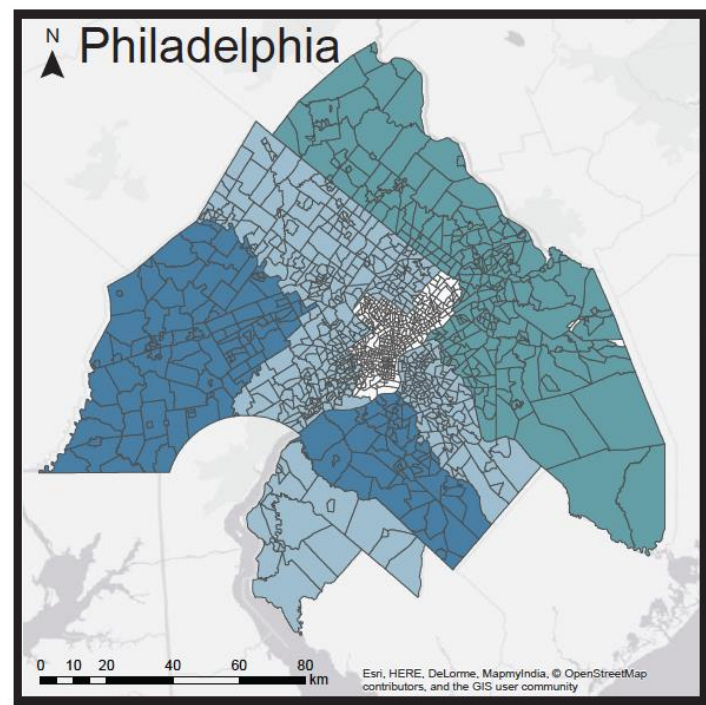 N
Philadelphia
0 10 20 40 60 80
km
Esri, HERE, DeLorme, MapmyIndia, © OpenStreetMap
contributors, and the GIS user community